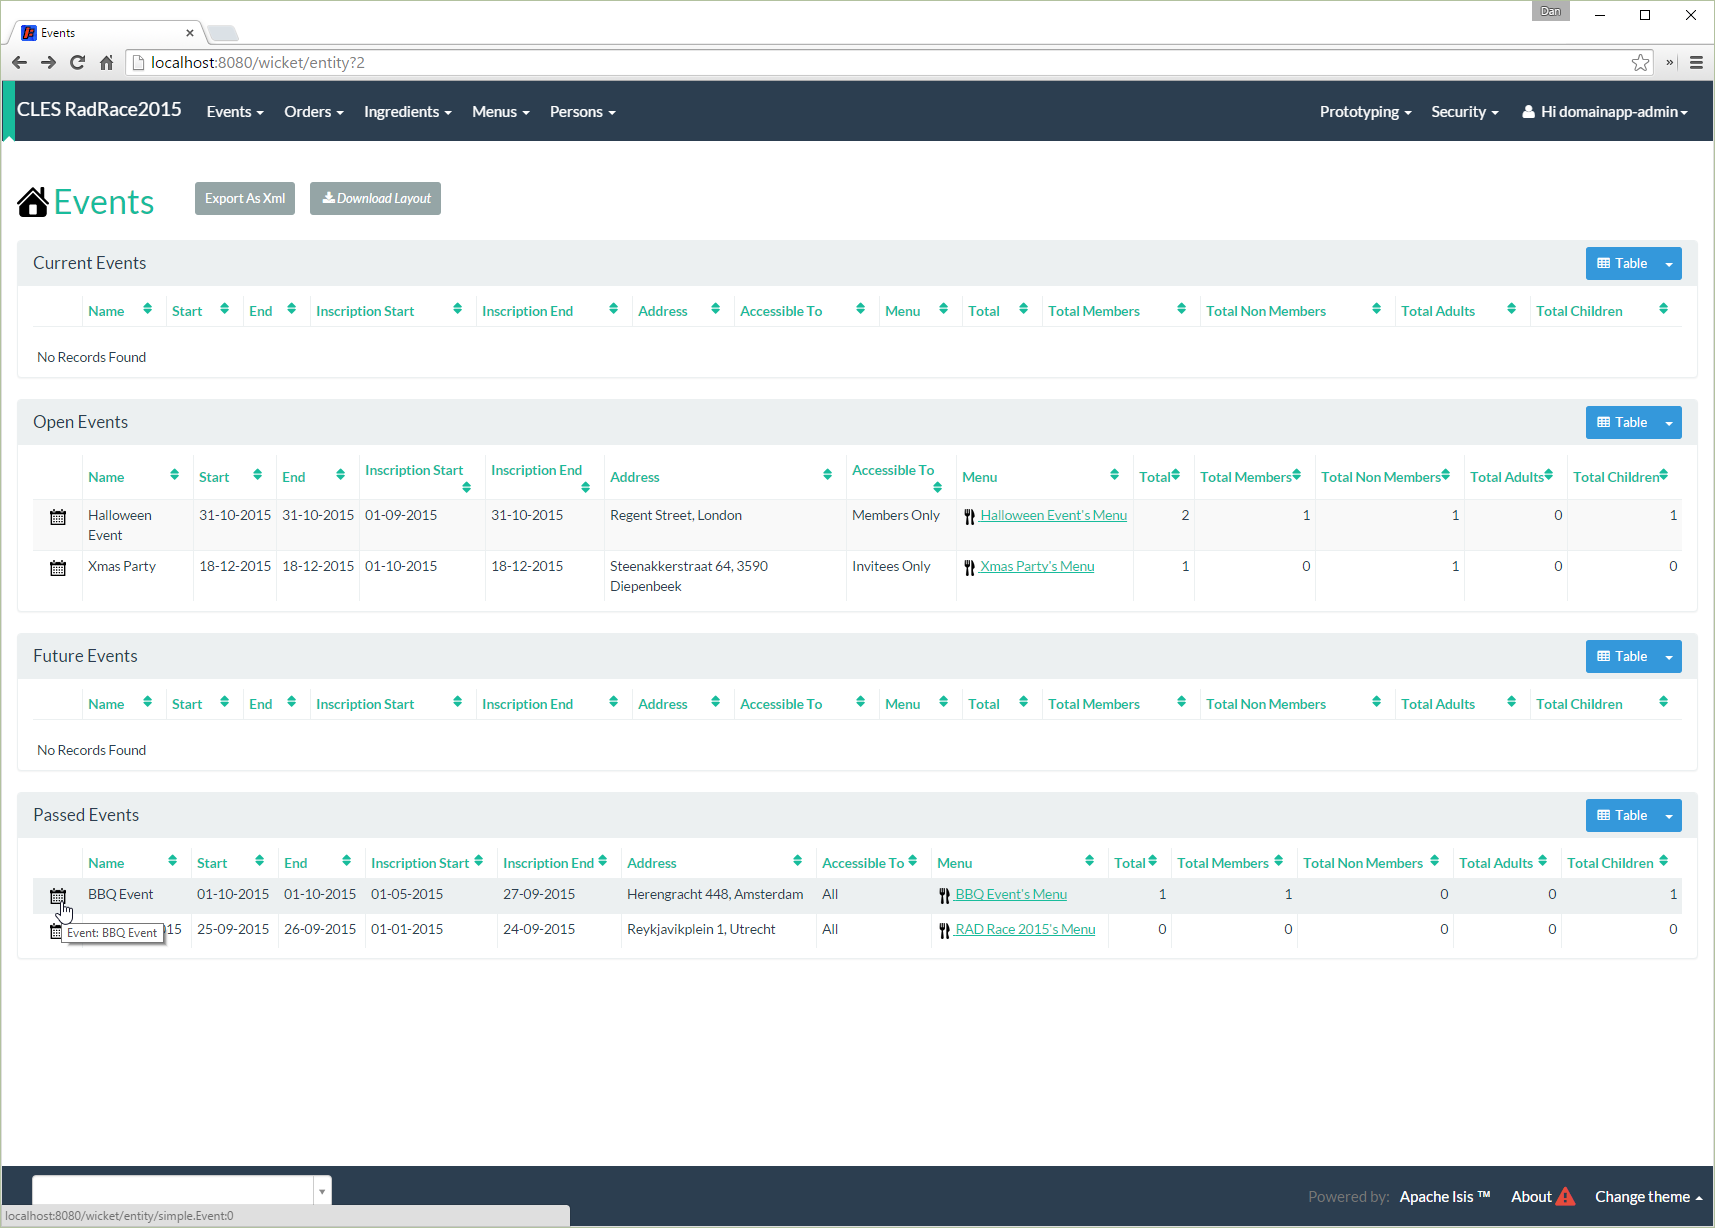 Dan
Events
localhost:8080/wicket/entity?2
CLES RadRace2015 Events Orders Ingredients Menus Persons Prototyping Security Hi domainapp-admin
Events Export As Xml Download Layout
Current Events Table
Name Start End Inscription Start Inscription End Address Accessible To Menu Total Total Members Total Non Members Total Adults Total Children
No Records Found
Open Events Table
Name Start End Inscription Start Inscription End Address Accessible To Menu Total Total Members Total Non Members Total Adults Total Children
Halloween 31-10-2015 31-10-2015 01-09-2015 31-10-2015 Regent Street, London Members Only Halloween Event's Menu 2 1 1 0 1
Event
Xmas Party 18-12-2015 18-12-2015 01-10-2015 18-12-2015 Steenakkerstraat 64, 3590 Invitees Only Xmas Party's Menu 1 0 1 0 0
Diepenbeek
Future Events Table
Name Start End Inscription Start Inscription End Address Accessible To Menu Total Total Members Total Non Members Total Adults Total Children
No Records Found
Passed Events Table
Name Start End Inscription Start Inscription End Address Accessible To Menu Total Total Members Total Non Members Total Adults Total Children
BBQ Event 01-10-2015 01-10-2015 01-05-2015 27-09-2015 Herengracht 448, Amsterdam All BBQ Event's Menu 1 1 0 0 1
Event: BBQ Event 15 25-09-2015 26-09-2015 01-01-2015 24-09-2015 Reykjavikplein 1, Utrecht All RAD Race 2015's Menu 0 0 0 0 0
Powered by: Apache Isis ™ About Change theme
localhost:8080/wicket/entity/simple.Event:0